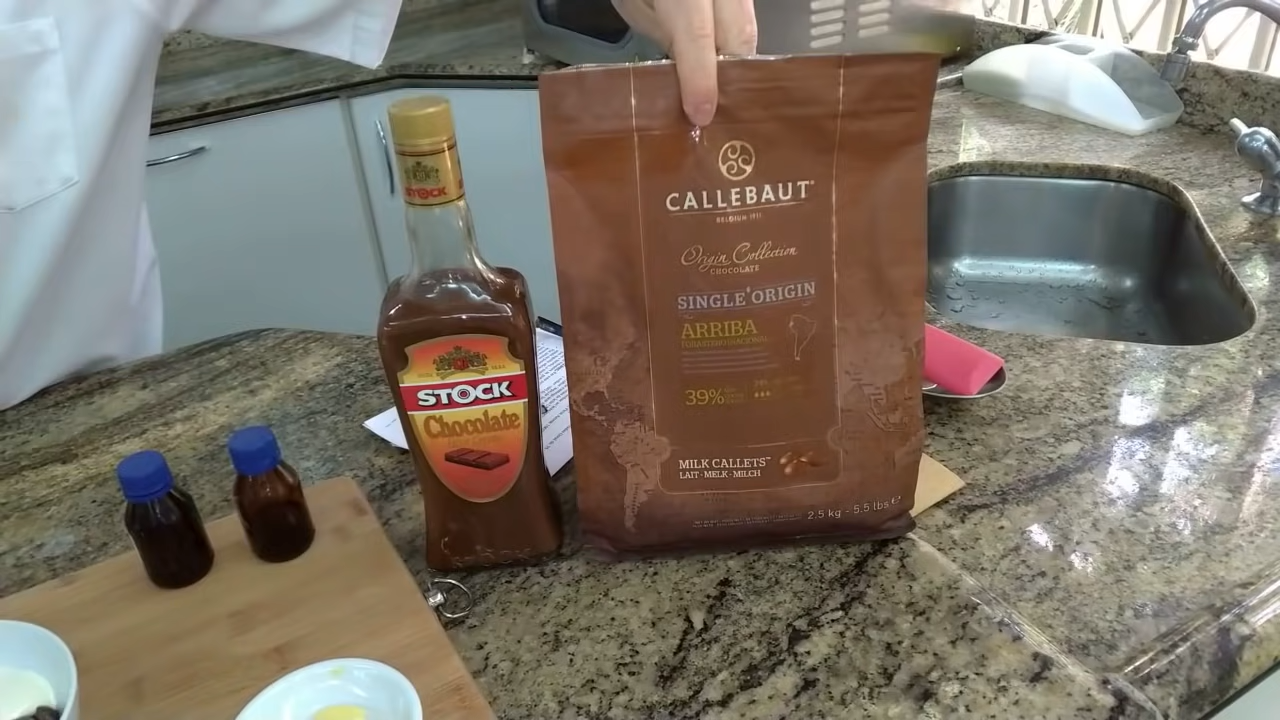 STOCK
STOCK
Chocolate
CALLEBAUT
BELGIUM 1911
Origin Collection
CHOCOLATE
SINGLE ORIGIN
ARRIBA
39%
MILK CALLETS™
LAIT - MELK - MILCH
2.5 kg - 5.5 lbs e